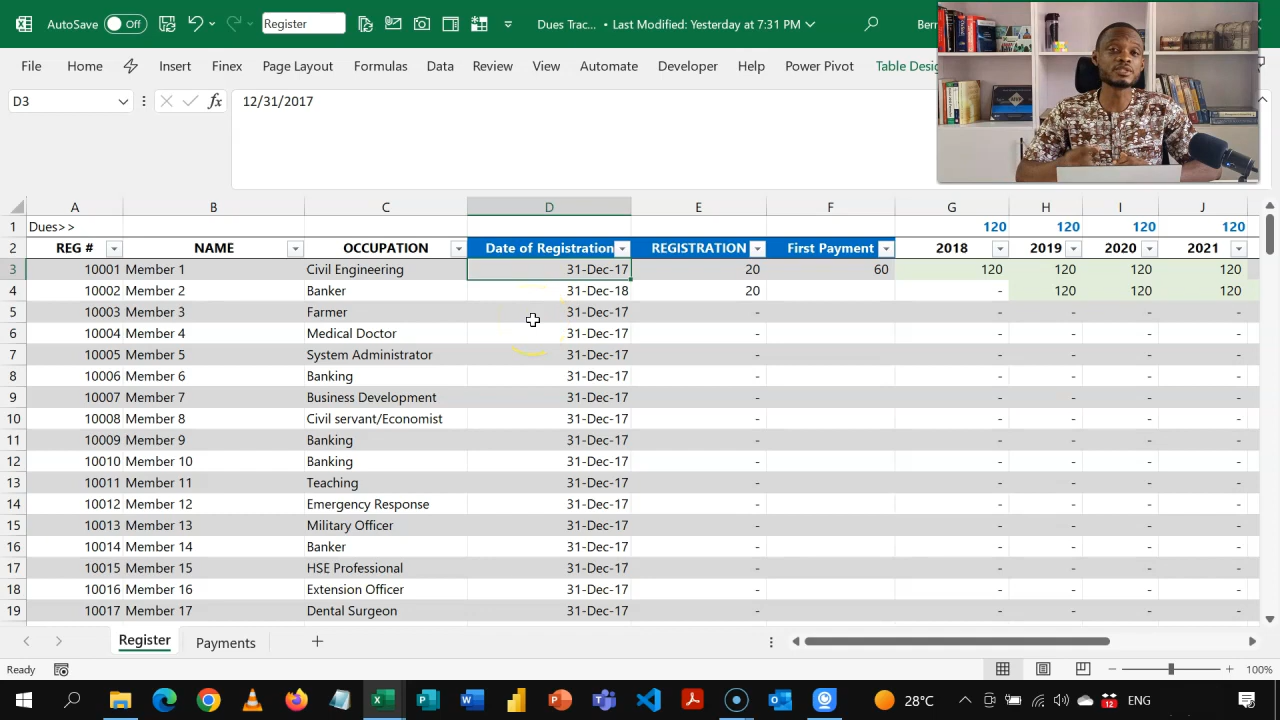 AutoSave Off Register Dues Trac... • Last Modified: Yesterday at 7:31 PM Bern
File Home Insert Finex Page Layout Formulas Data Review View Automate Developer Help Power Pivot Table Design
D3 fx 12/31/2017
A B C D E F G H I J
1 Dues>> 120 120 120 120
2 REG # NAME OCCUPATION Date of Registration REGISTRATION First Payment 2018 2019 2020 2021
3 10001 Member 1 Civil Engineering 31-Dec-17 20 60 120 120 120 120
4 10002 Member 2 Banker 31-Dec-18 20 - 120 120 120
5 10003 Member 3 Farmer 31-Dec-17 - - - - -
6 10004 Member 4 Medical Doctor 31-Dec-17 - - - - -
7 10005 Member 5 System Administrator 31-Dec-17 - - - - -
8 10006 Member 6 Banking 31-Dec-17 - - - - -
9 10007 Member 7 Business Development 31-Dec-17 - - - - -
10 10008 Member 8 Civil servant/Economist 31-Dec-17 - - - - -
11 10009 Member 9 Banking 31-Dec-17 - - - - -
12 10010 Member 10 Banking 31-Dec-17 - - - - -
13 10011 Member 11 Teaching 31-Dec-17 - - - - -
14 10012 Member 12 Emergency Response 31-Dec-17 - - - - -
15 10013 Member 13 Military Officer 31-Dec-17 - - - - -
16 10014 Member 14 Banker 31-Dec-17 - - - - -
17 10015 Member 15 HSE Professional 31-Dec-17 - - - - -
18 10016 Member 16 Extension Officer 31-Dec-17 - - - - -
19 10017 Member 17 Dental Surgeon 31-Dec-17 - - - - -
Register Payments
Ready 100%
28°C 12 ENG